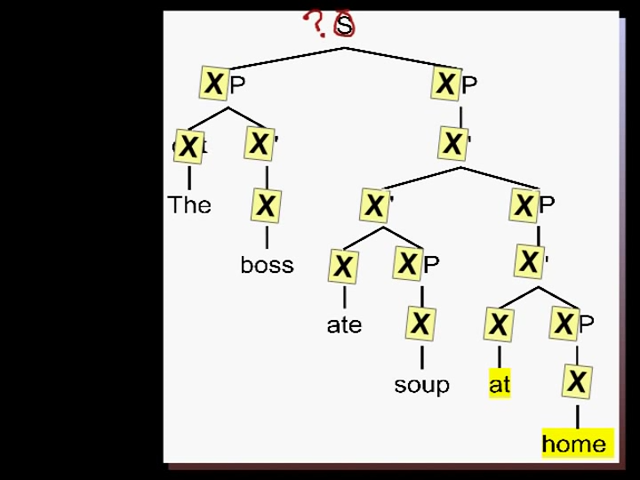 ? S
XP XP
X X' X'
The X X' XP
boss X XP X'
ate X X XP
soup at X
home